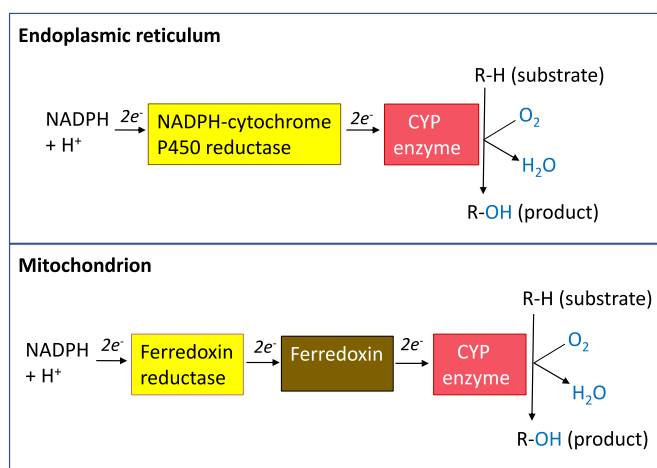 Endoplasmic reticulum
R-H (substrate)
NADPH
+ H⁺
2e⁻
NADPH-cytochrome
P450 reductase
2e⁻
CYP
enzyme
O₂
H₂O
R-OH (product)
Mitochondrion
R-H (substrate)
NADPH
+ H⁺
2e⁻
Ferredoxin
reductase
2e⁻
Ferredoxin
2e⁻
CYP
enzyme
O₂
H₂O
R-OH (product)